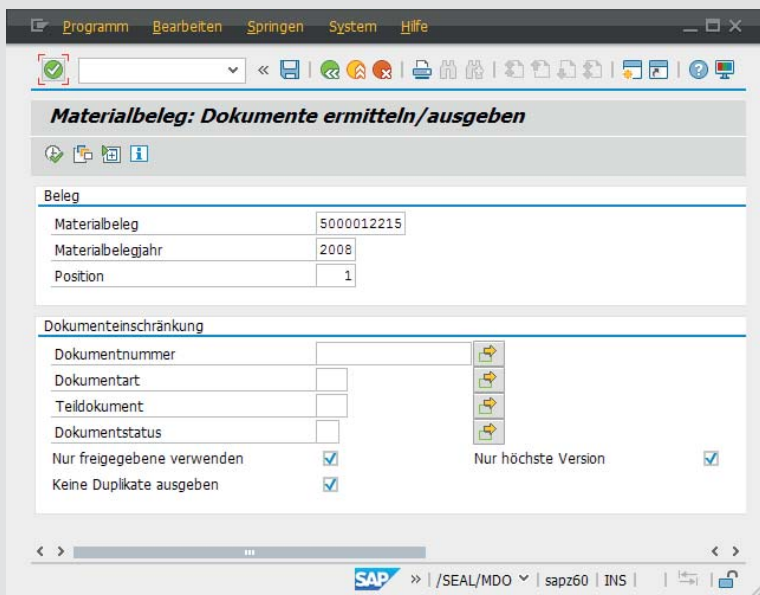 Programm Bearbeiten Springen System Hilfe
Materialbeleg: Dokumente ermitteln/ausgeben
Beleg
Materialbeleg 5000012215
Materialbelegjahr 2008
Position 1
Dokumenteinschränkung
Dokumentnummer
Dokumentart
Teildokument
Dokumentstatus
Nur freigegebene verwenden Nur höchste Version
Keine Duplikate ausgeben
SAP » | /SEAL/MDO | sapz60 | INS |